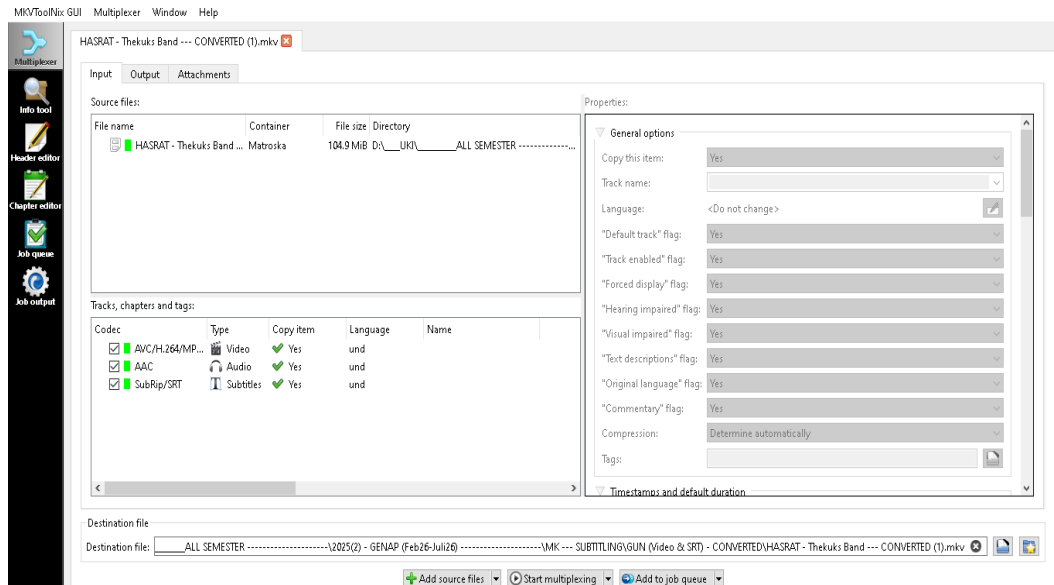 MKVToolNix GUI Multiplexer Window Help
Multiplexer
Info tool
Header editor
Chapter editor
Job queue
Job output
HASRAT - Thekuks Band --- CONVERTED (1).mkv
Input Output Attachments
Source files:
File name Container File size Directory
HASRAT - Thekuks Band ... Matroska 104.9 MiB D:\___UKI\________ALL SEMESTER -------------...
Tracks, chapters and tags:
Codec Type Copy item Language Name
AVC/H.264/MP... Video Yes und
AAC Audio Yes und
SubRip/SRT Subtitles Yes und
Properties:
General options
Copy this item: Yes
Track name:
Language: <Do not change>
"Default track" flag: Yes
"Track enabled" flag: Yes
"Forced display" flag: Yes
"Hearing impaired" flag: Yes
"Visual impaired" flag: Yes
"Text descriptions" flag: Yes
"Original language" flag: Yes
"Commentary" flag: Yes
Compression: Determine automatically
Tags:
Timestamps and default duration
Destination file
Destination file: ______ALL SEMESTER ---------------------\2025(2) - GENAP (Feb26-Juli26) ---------------------\MK --- SUBTITLING\GUN (Video & SRT) - CONVERTED\HASRAT - Thekuks Band --- CONVERTED (1).mkv
Add source files Start multiplexing Add to job queue